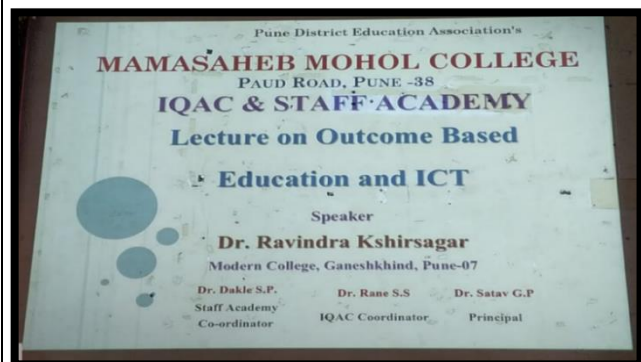 Pune District Education Association's
MAMASAHEB MOHOL COLLEGE
PAUD ROAD, PUNE -38
IQAC & STAFF ACADEMY
Lecture on Outcome Based
Education and ICT
Speaker
Dr. Ravindra Kshirsagar
Modern College, Ganeshkhind, Pune-07
Dr. Dakle S.P. Dr. Rane S.S Dr. Satav G.P
Staff Academy
Co-ordinator IQAC Coordinator Principal